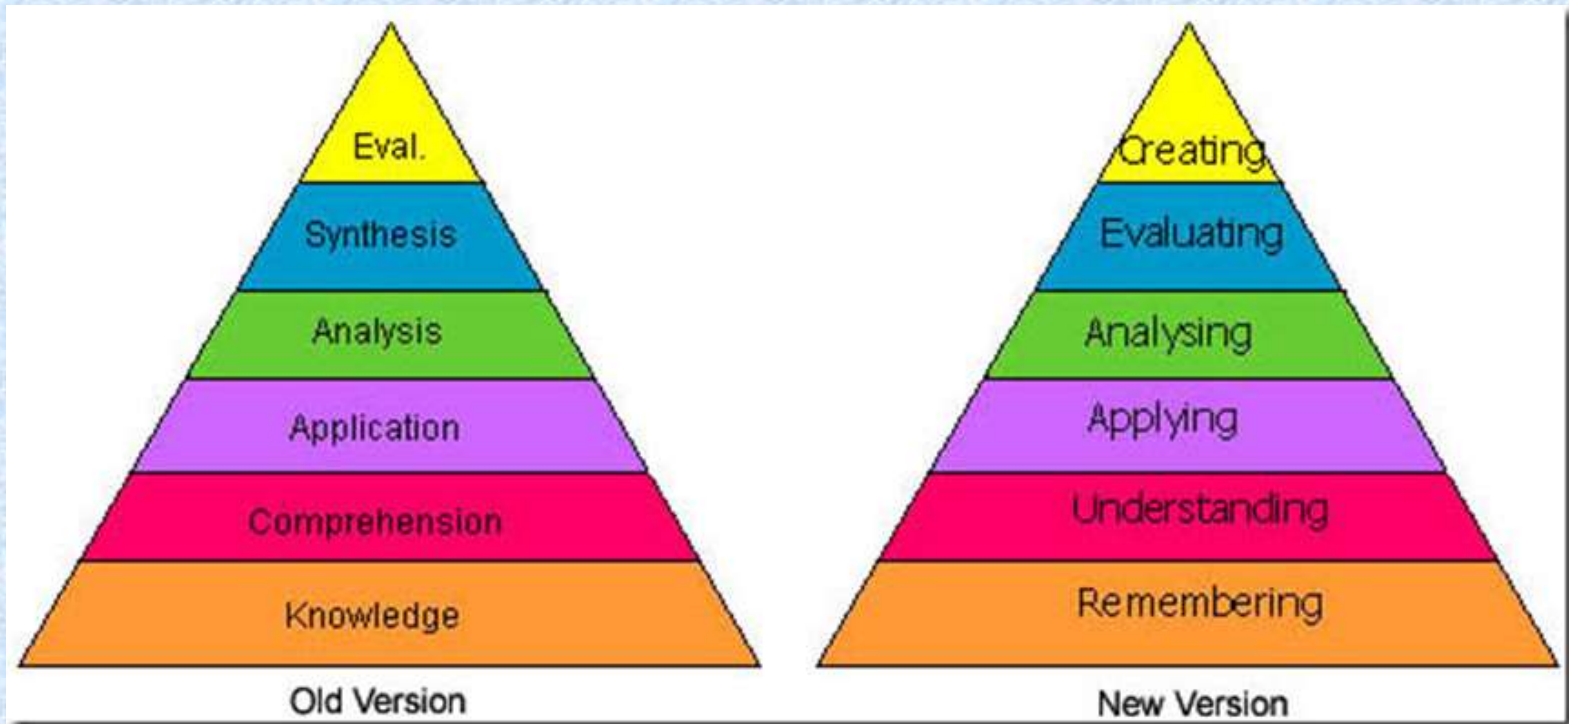 Eval.
Synthesis
Analysis
Application
Comprehension
Knowledge
Old Version
Creating
Evaluating
Analysing
Applying
Understanding
Remembering
New Version